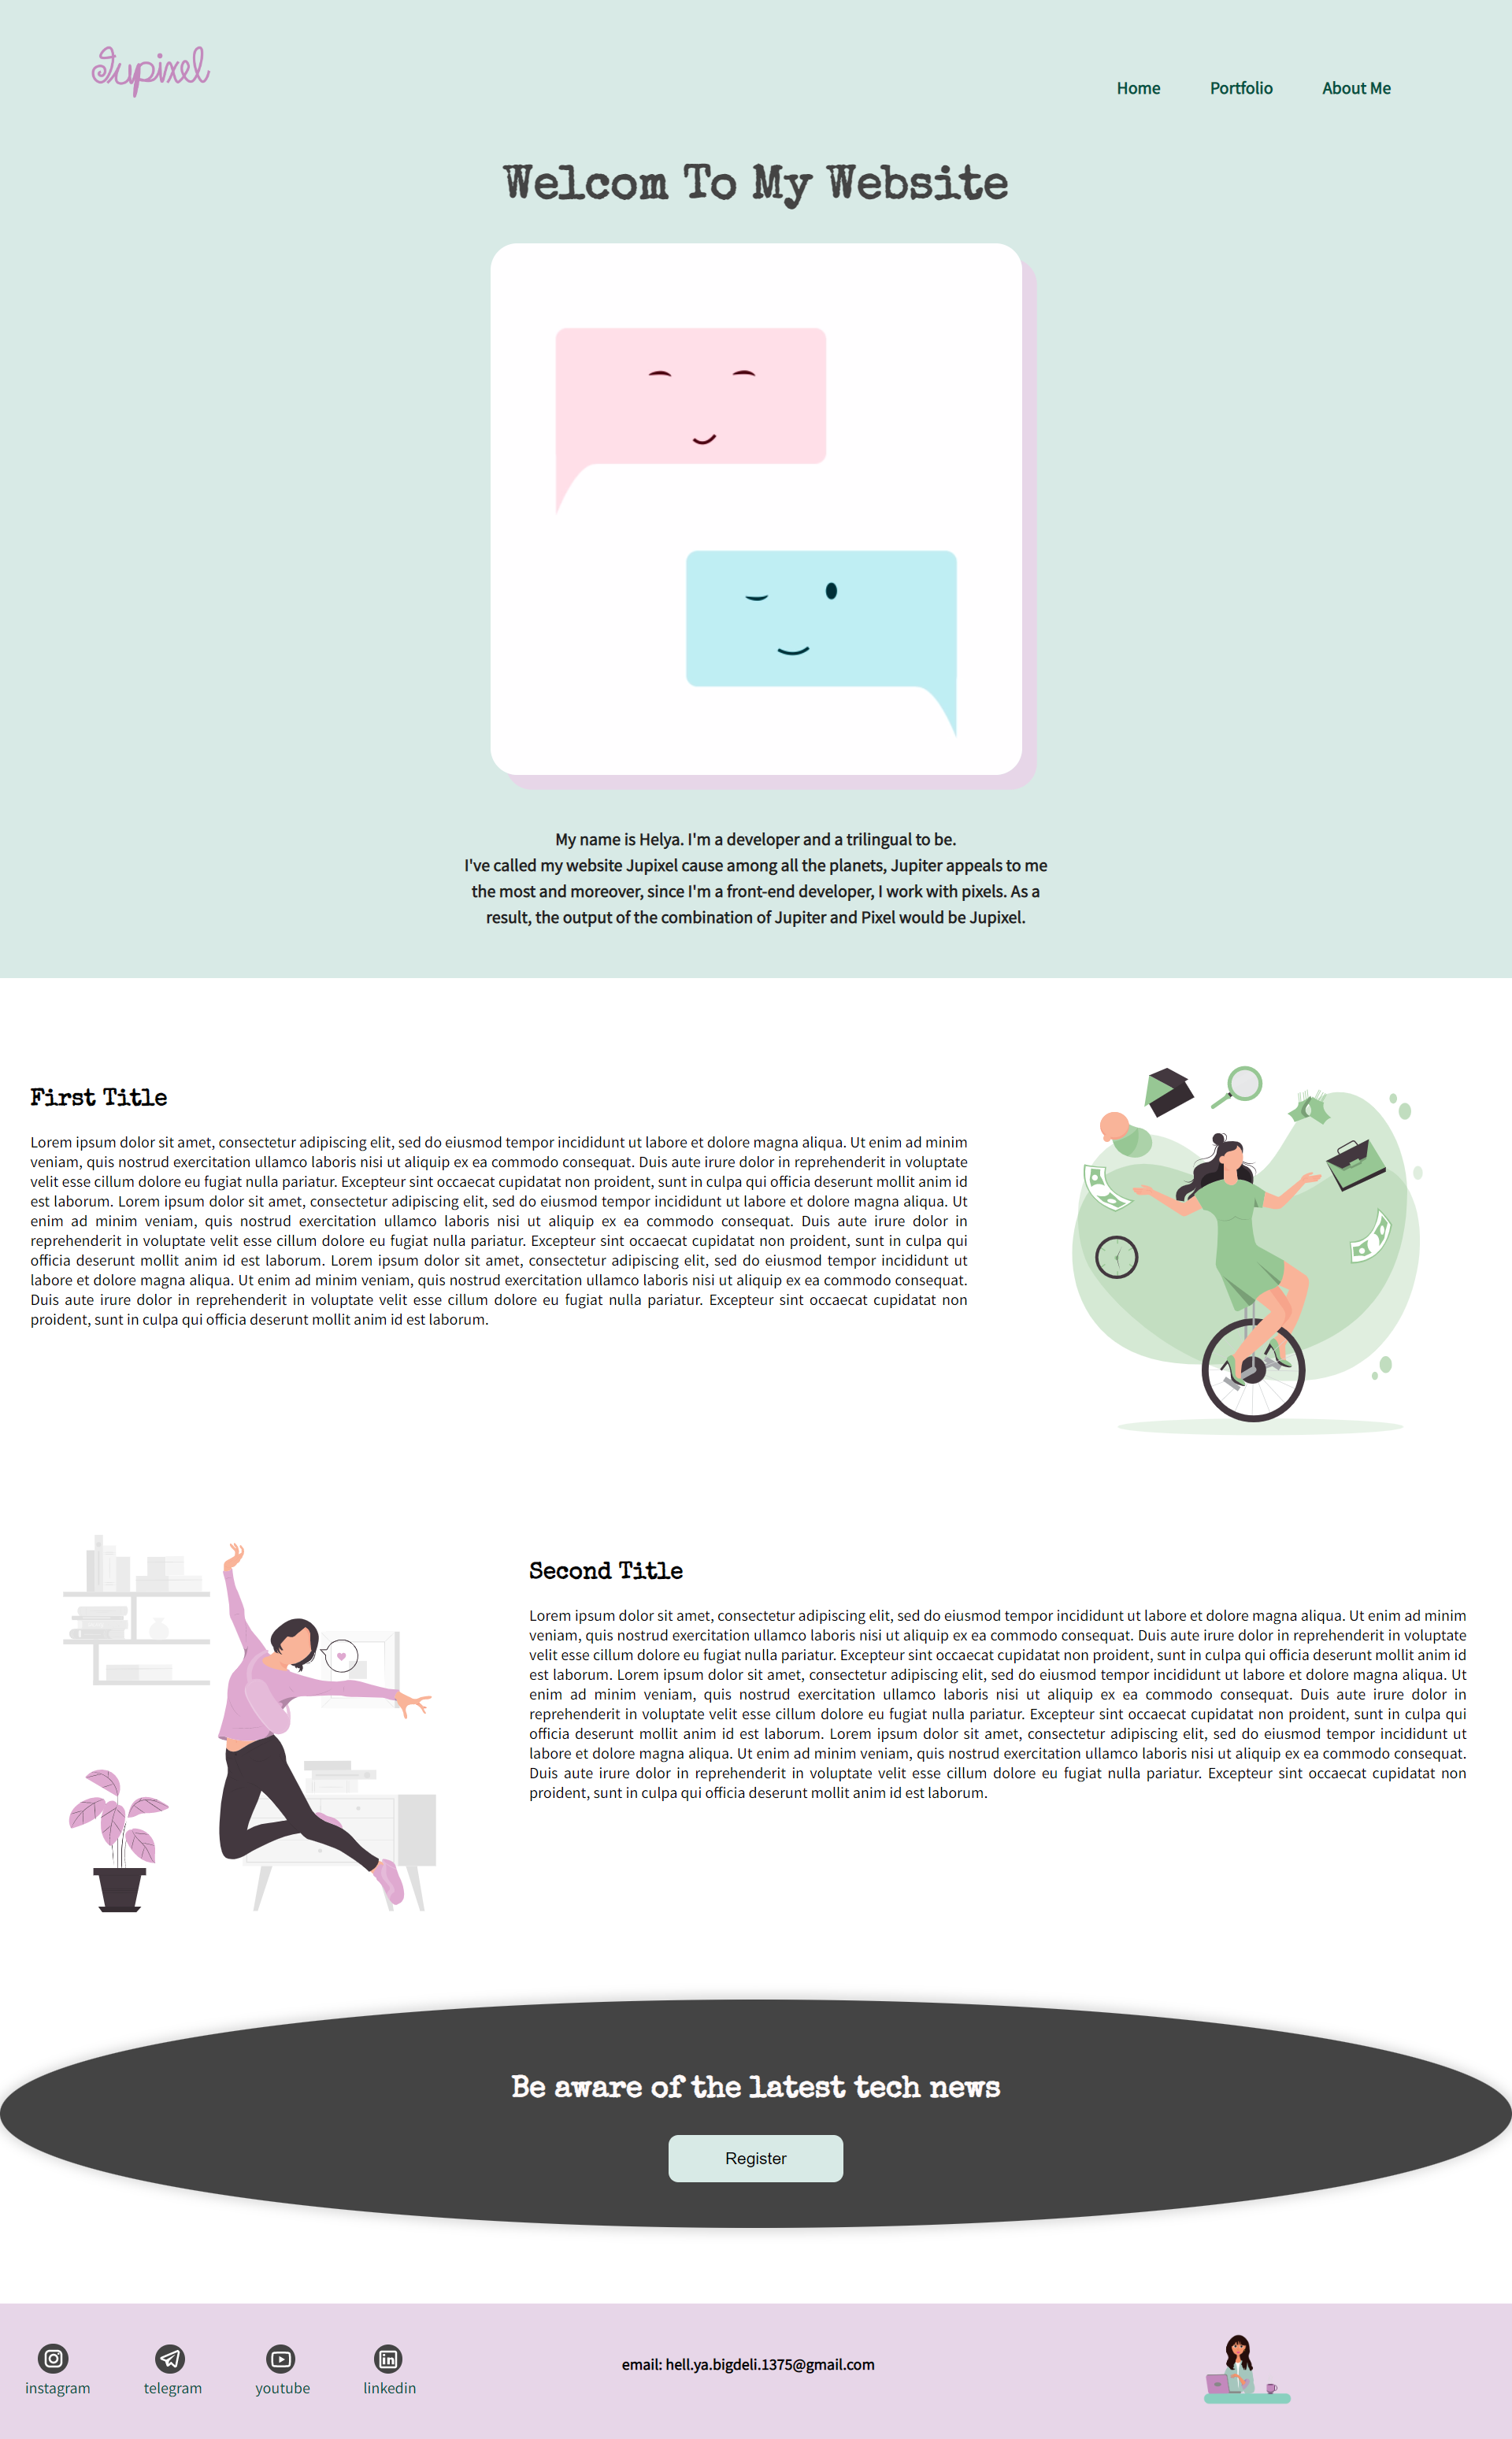 Jupixel
Home Portfolio About Me
Welcom To My Website
My name is Helya. I'm a developer and a trilingual to be.
I've called my website Jupixel cause among all the planets, Jupiter appeals to me
the most and moreover, since I'm a front-end developer, I work with pixels. As a
result, the output of the combination of Jupiter and Pixel would be Jupixel.
First Title
Lorem ipsum dolor sit amet, consectetur adipiscing elit, sed do eiusmod tempor incididunt ut labore et dolore magna aliqua. Ut enim ad minim
veniam, quis nostrud exercitation ullamco laboris nisi ut aliquip ex ea commodo consequat. Duis aute irure dolor in reprehenderit in voluptate
velit esse cillum dolore eu fugiat nulla pariatur. Excepteur sint occaecat cupidatat non proident, sunt in culpa qui officia deserunt mollit anim id
est laborum. Lorem ipsum dolor sit amet, consectetur adipiscing elit, sed do eiusmod tempor incididunt ut labore et dolore magna aliqua. Ut
enim ad minim veniam, quis nostrud exercitation ullamco laboris nisi ut aliquip ex ea commodo consequat. Duis aute irure dolor in
reprehenderit in voluptate velit esse cillum dolore eu fugiat nulla pariatur. Excepteur sint occaecat cupidatat non proident, sunt in culpa qui
officia deserunt mollit anim id est laborum. Lorem ipsum dolor sit amet, consectetur adipiscing elit, sed do eiusmod tempor incididunt ut
labore et dolore magna aliqua. Ut enim ad minim veniam, quis nostrud exercitation ullamco laboris nisi ut aliquip ex ea commodo consequat.
Duis aute irure dolor in reprehenderit in voluptate velit esse cillum dolore eu fugiat nulla pariatur. Excepteur sint occaecat cupidatat non
proident, sunt in culpa qui officia deserunt mollit anim id est laborum.
Second Title
Lorem ipsum dolor sit amet, consectetur adipiscing elit, sed do eiusmod tempor incididunt ut labore et dolore magna aliqua. Ut enim ad minim
veniam, quis nostrud exercitation ullamco laboris nisi ut aliquip ex ea commodo consequat. Duis aute irure dolor in reprehenderit in voluptate
velit esse cillum dolore eu fugiat nulla pariatur. Excepteur sint occaecat cupidatat non proident, sunt in culpa qui officia deserunt mollit anim id
est laborum. Lorem ipsum dolor sit amet, consectetur adipiscing elit, sed do eiusmod tempor incididunt ut labore et dolore magna aliqua. Ut
enim ad minim veniam, quis nostrud exercitation ullamco laboris nisi ut aliquip ex ea commodo consequat. Duis aute irure dolor in
reprehenderit in voluptate velit esse cillum dolore eu fugiat nulla pariatur. Excepteur sint occaecat cupidatat non proident, sunt in culpa qui
officia deserunt mollit anim id est laborum. Lorem ipsum dolor sit amet, consectetur adipiscing elit, sed do eiusmod tempor incididunt ut
labore et dolore magna aliqua. Ut enim ad minim veniam, quis nostrud exercitation ullamco laboris nisi ut aliquip ex ea commodo consequat.
Duis aute irure dolor in reprehenderit in voluptate velit esse cillum dolore eu fugiat nulla pariatur. Excepteur sint occaecat cupidatat non
proident, sunt in culpa qui officia deserunt mollit anim id est laborum.
Be aware of the latest tech news
Register
instagram telegram youtube linkedin
email: hell.ya.bigdeli.1375@gmail.com